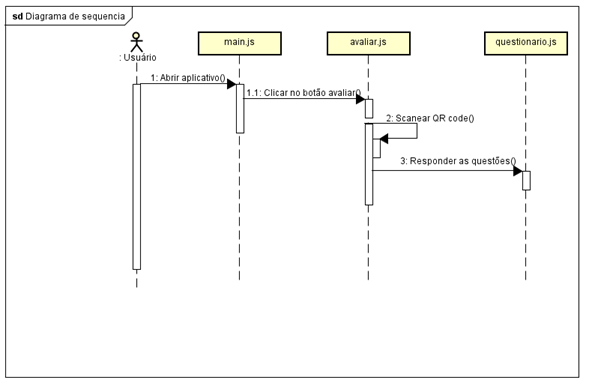 sd Diagrama de sequencia
: Usuário
main.js
avaliar.js
questionario.js
1: Abrir aplicativo()
1.1: Clicar no botão avaliar()
2: Scanear QR code()
3: Responder as questões()